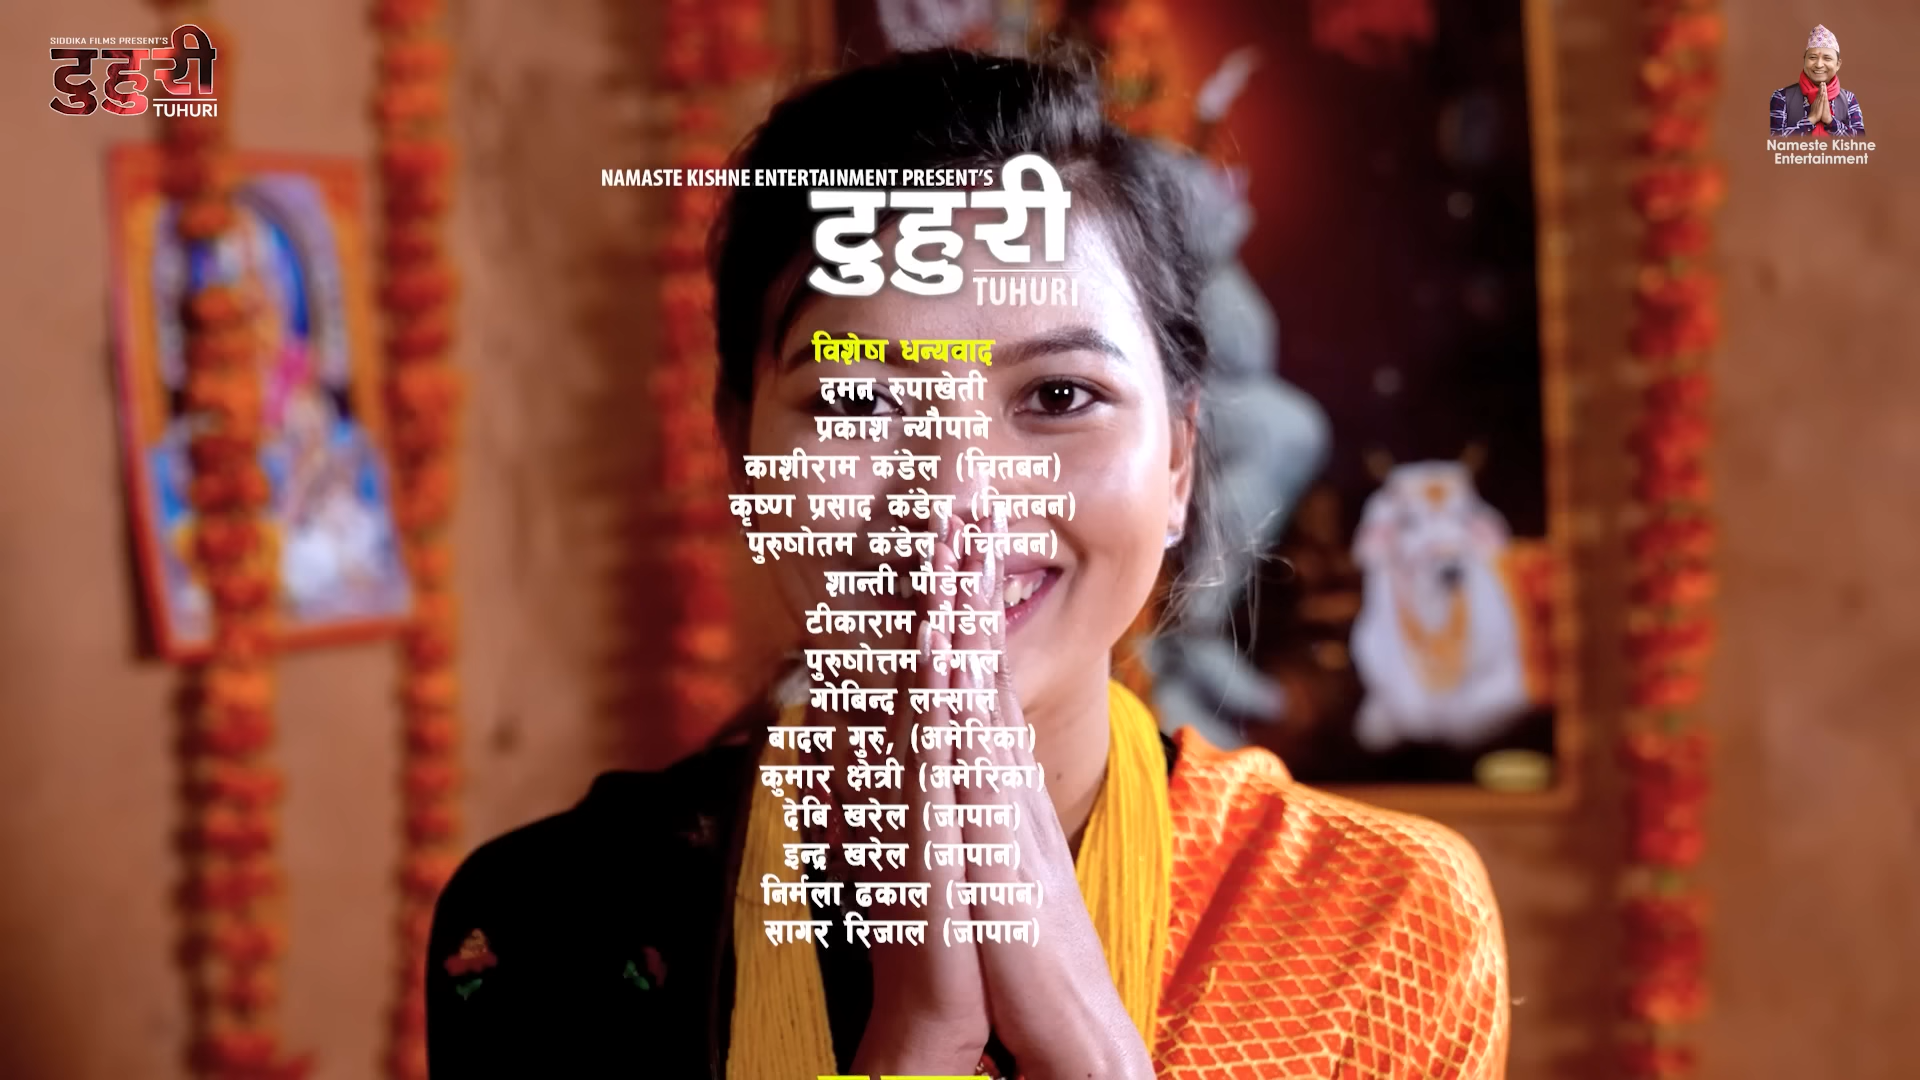 SIDDIKA FILMS PRESENT'S
टुहुरी
TUHURI
Nameste Kishne
Entertainment
NAMASTE KISHNE ENTERTAINMENT PRESENT'S
टुहुरी
TUHURI
विशेष धन्यवाद
दमन रुपाखेती
प्रकाश न्यौपाने
काशीराम कंडेल (चितबन)
कृष्ण प्रसाद कंडेल (चितबन)
पुरुषोतम कंडेल (चितबन)
शान्ती पौडेल
टीकाराम पौडेल
पुरुषोत्तम दंगाल
गोबिन्द लम्साल
बादल गुरु, (अमेरिका)
कुमार क्षेत्री (अमेरिका)
देबि खरेल (जापान)
इन्द्र खरेल (जापान)
निर्मला ढकाल (जापान)
सागर रिजाल (जापान)